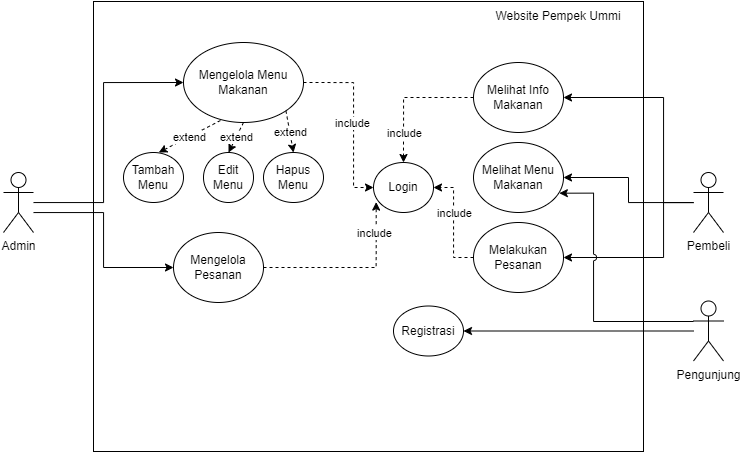 Website Pempek Ummi
Mengelola Menu
Makanan
Melihat Info
Makanan
include
include
extend
extend
extend
Tambah
Menu
Edit
Menu
Hapus
Menu
Login
Melihat Menu
Makanan
include
include
Admin
Pembeli
Mengelola
Pesanan
Melakukan
Pesanan
Registrasi
Pengunjung